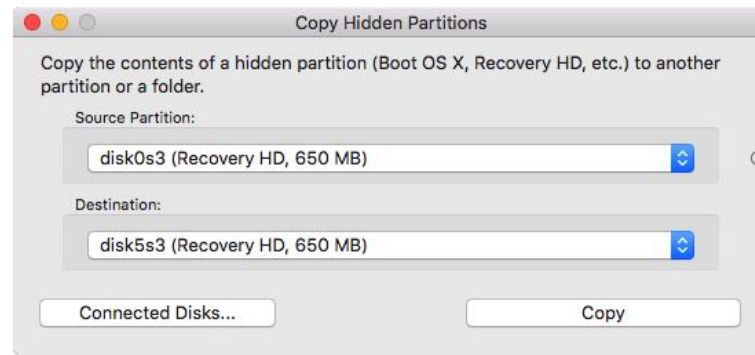 Copy Hidden Partitions
Copy the contents of a hidden partition (Boot OS X, Recovery HD, etc.) to another
partition or a folder.
Source Partition:
disk0s3 (Recovery HD, 650 MB)
Destination:
disk5s3 (Recovery HD, 650 MB)
Connected Disks...
Copy